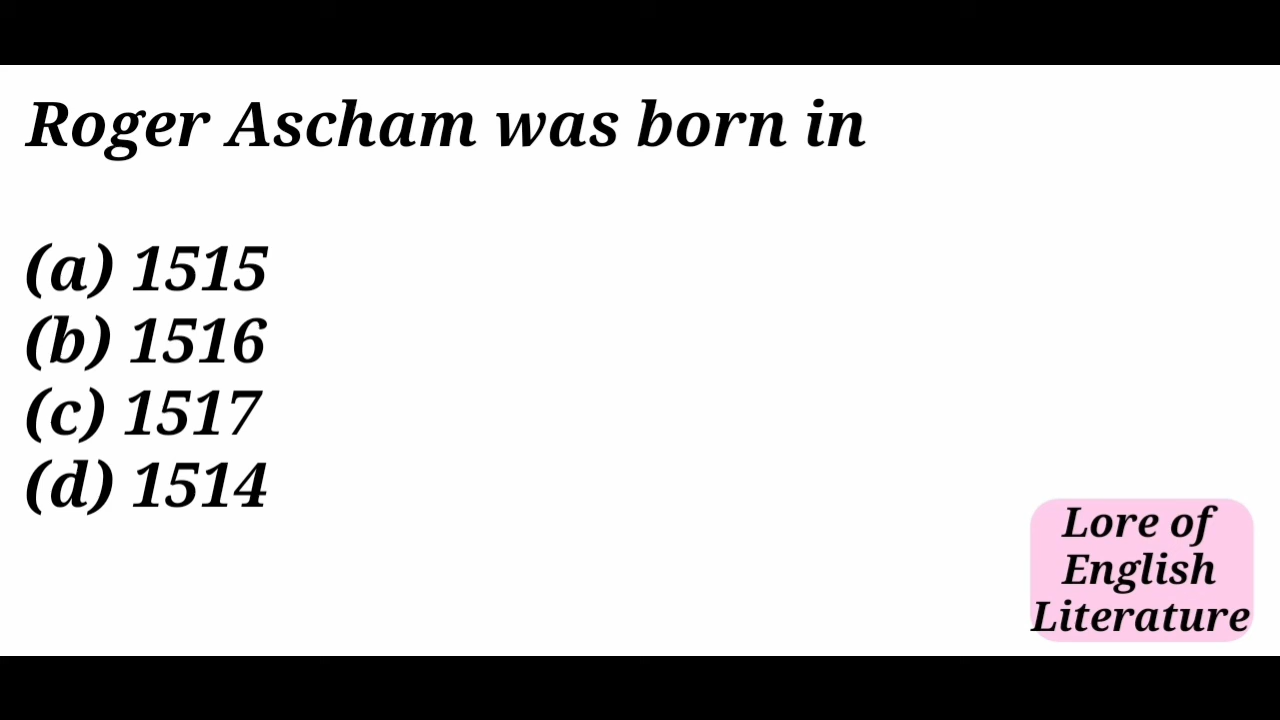 Roger Ascham was born in
(a) 1515
(b) 1516
(c) 1517
(d) 1514
Lore of
English
Literature